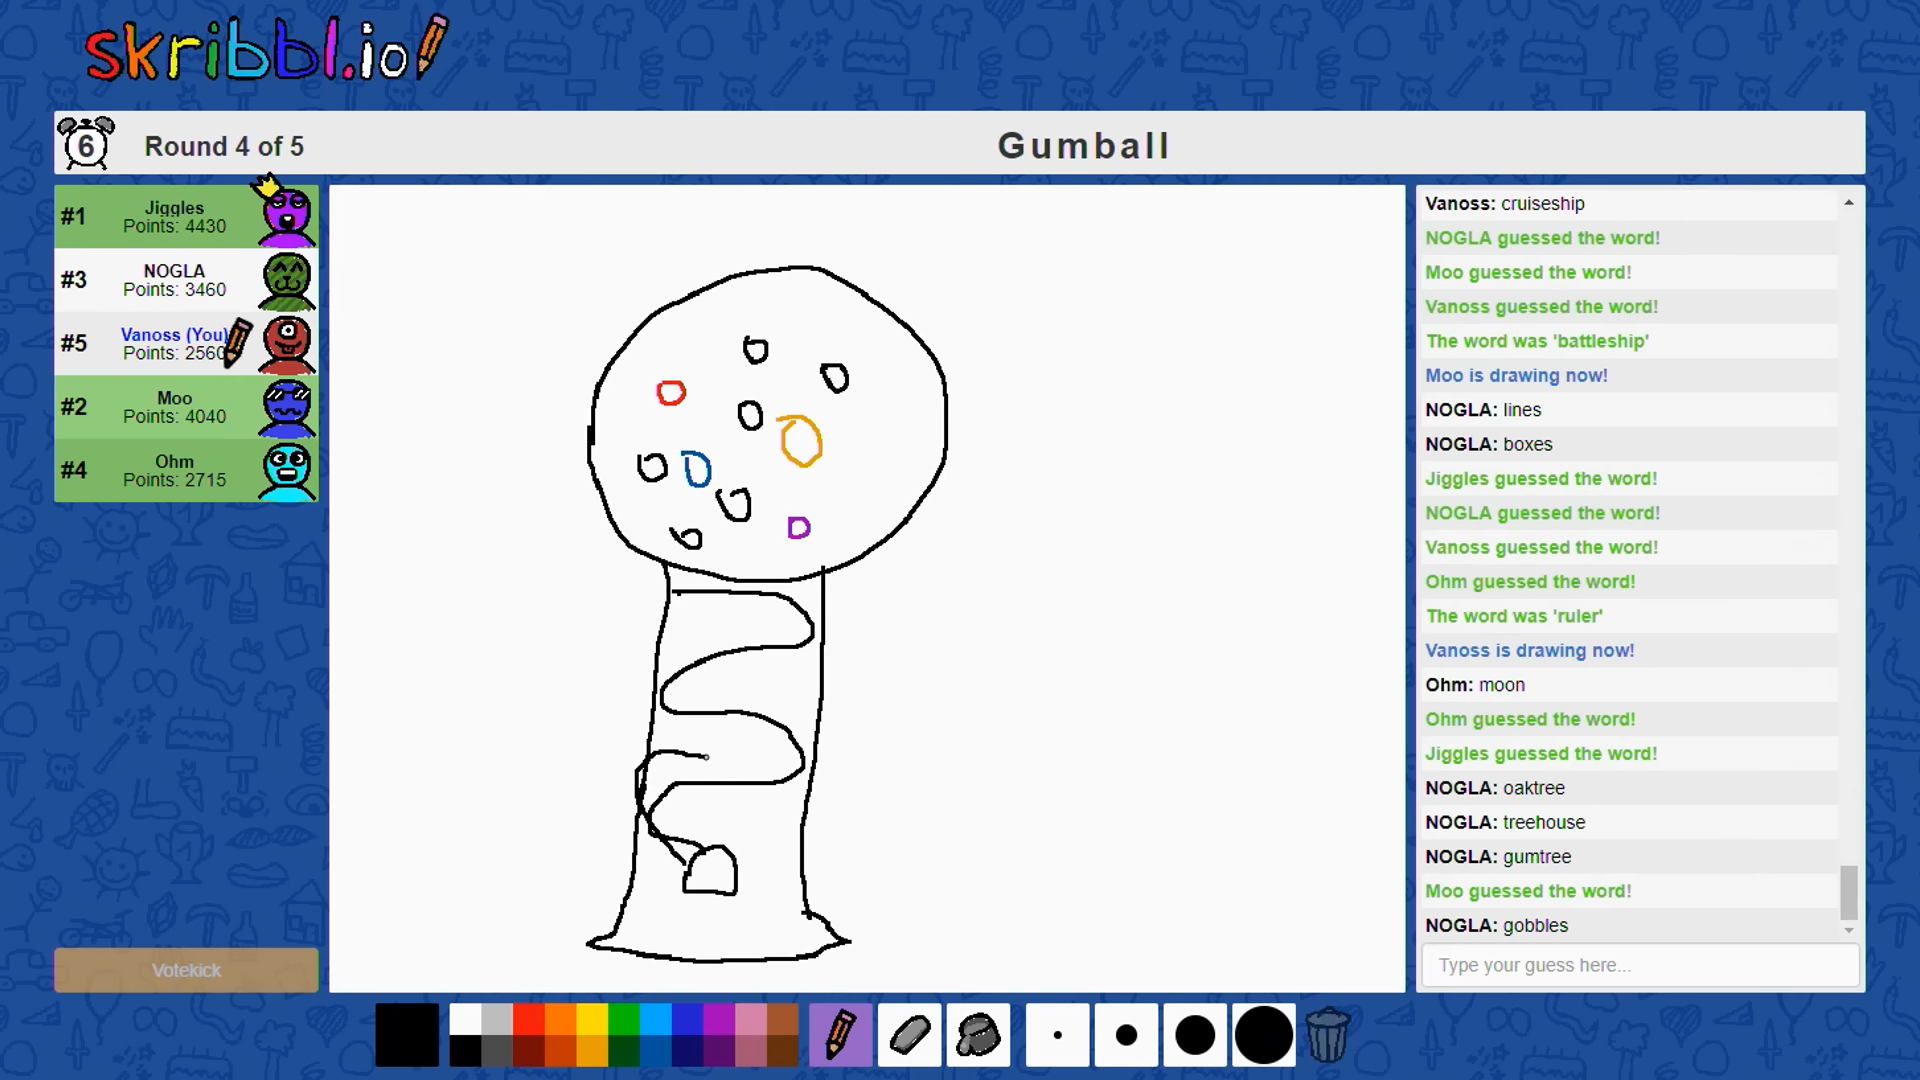 skribbl.io
6
Round 4 of 5
Gumball
#1
Jiggles
Points: 4430
#3
NOGLA
Points: 3460
#5
Vanoss (You)
Points: 2560
#2
Moo
Points: 4040
#4
Ohm
Points: 2715
Votekick
Vanoss: cruiseship
NOGLA guessed the word!
Moo guessed the word!
Vanoss guessed the word!
The word was 'battleship'
Moo is drawing now!
NOGLA: lines
NOGLA: boxes
Jiggles guessed the word!
NOGLA guessed the word!
Vanoss guessed the word!
Ohm guessed the word!
The word was 'ruler'
Vanoss is drawing now!
Ohm: moon
Ohm guessed the word!
Jiggles guessed the word!
NOGLA: oaktree
NOGLA: treehouse
NOGLA: gumtree
Moo guessed the word!
NOGLA: gobbles
Type your guess here...